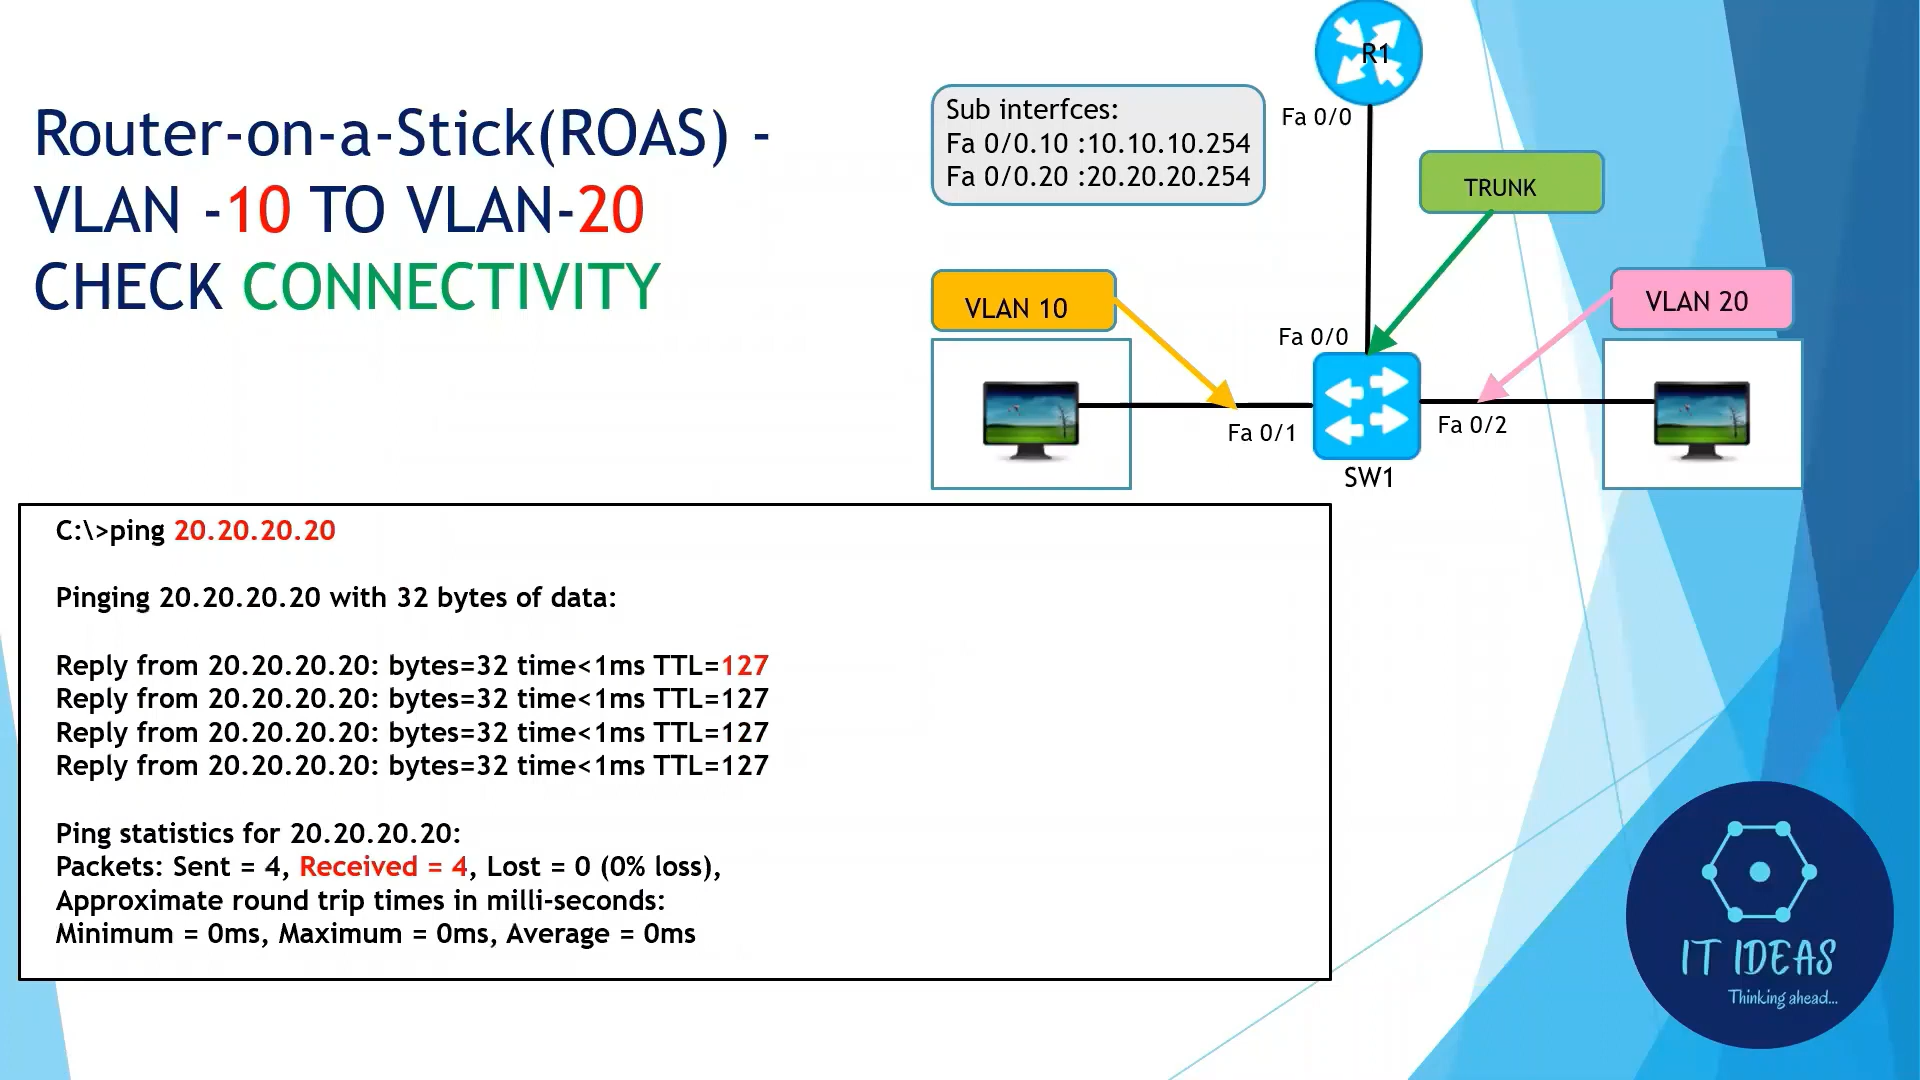 Router-on-a-Stick(ROAS) -
VLAN -10 TO VLAN-20
CHECK CONNECTIVITY
R1
Sub interfces:
Fa 0/0.10 :10.10.10.254
Fa 0/0.20 :20.20.20.254
Fa 0/0
TRUNK
VLAN 10
VLAN 20
Fa 0/0
Fa 0/1
Fa 0/2
SW1
C:\>ping 20.20.20.20
Pinging 20.20.20.20 with 32 bytes of data:
Reply from 20.20.20.20: bytes=32 time<1ms TTL=127
Reply from 20.20.20.20: bytes=32 time<1ms TTL=127
Reply from 20.20.20.20: bytes=32 time<1ms TTL=127
Reply from 20.20.20.20: bytes=32 time<1ms TTL=127
Ping statistics for 20.20.20.20:
Packets: Sent = 4, Received = 4, Lost = 0 (0% loss),
Approximate round trip times in milli-seconds:
Minimum = 0ms, Maximum = 0ms, Average = 0ms
IT IDEAS
Thinking ahead...